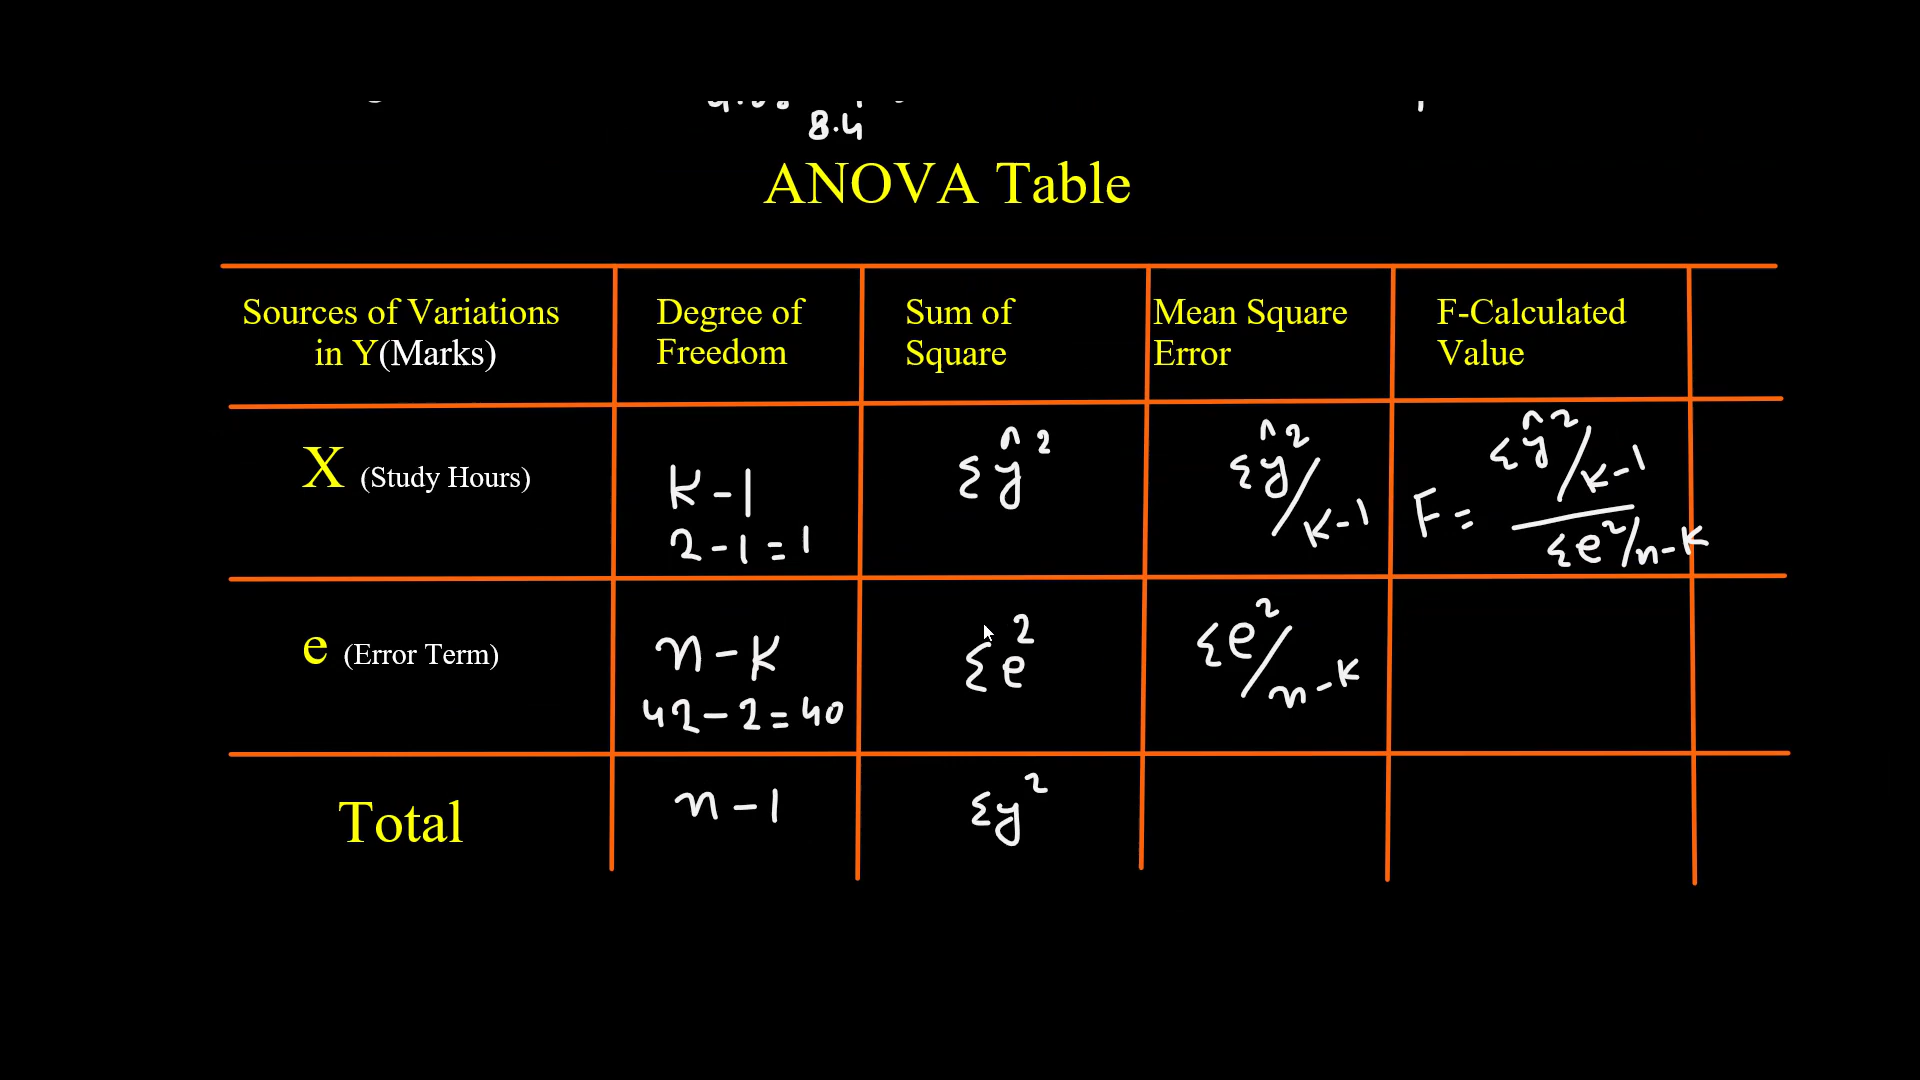 8.4
ANOVA Table
Sources of Variations
in Y(Marks)
Degree of
Freedom
Sum of
Square
Mean Square
Error
F-Calculated
Value
X (Study Hours)
K-1
2-1=1
Σŷ²
Σŷ²/K-1
F = Σŷ²/K-1
Σe²/n-K
e (Error Term)
n-K
42-2=40
Σe²
Σe²/n-K
Total
n-1
Σy²